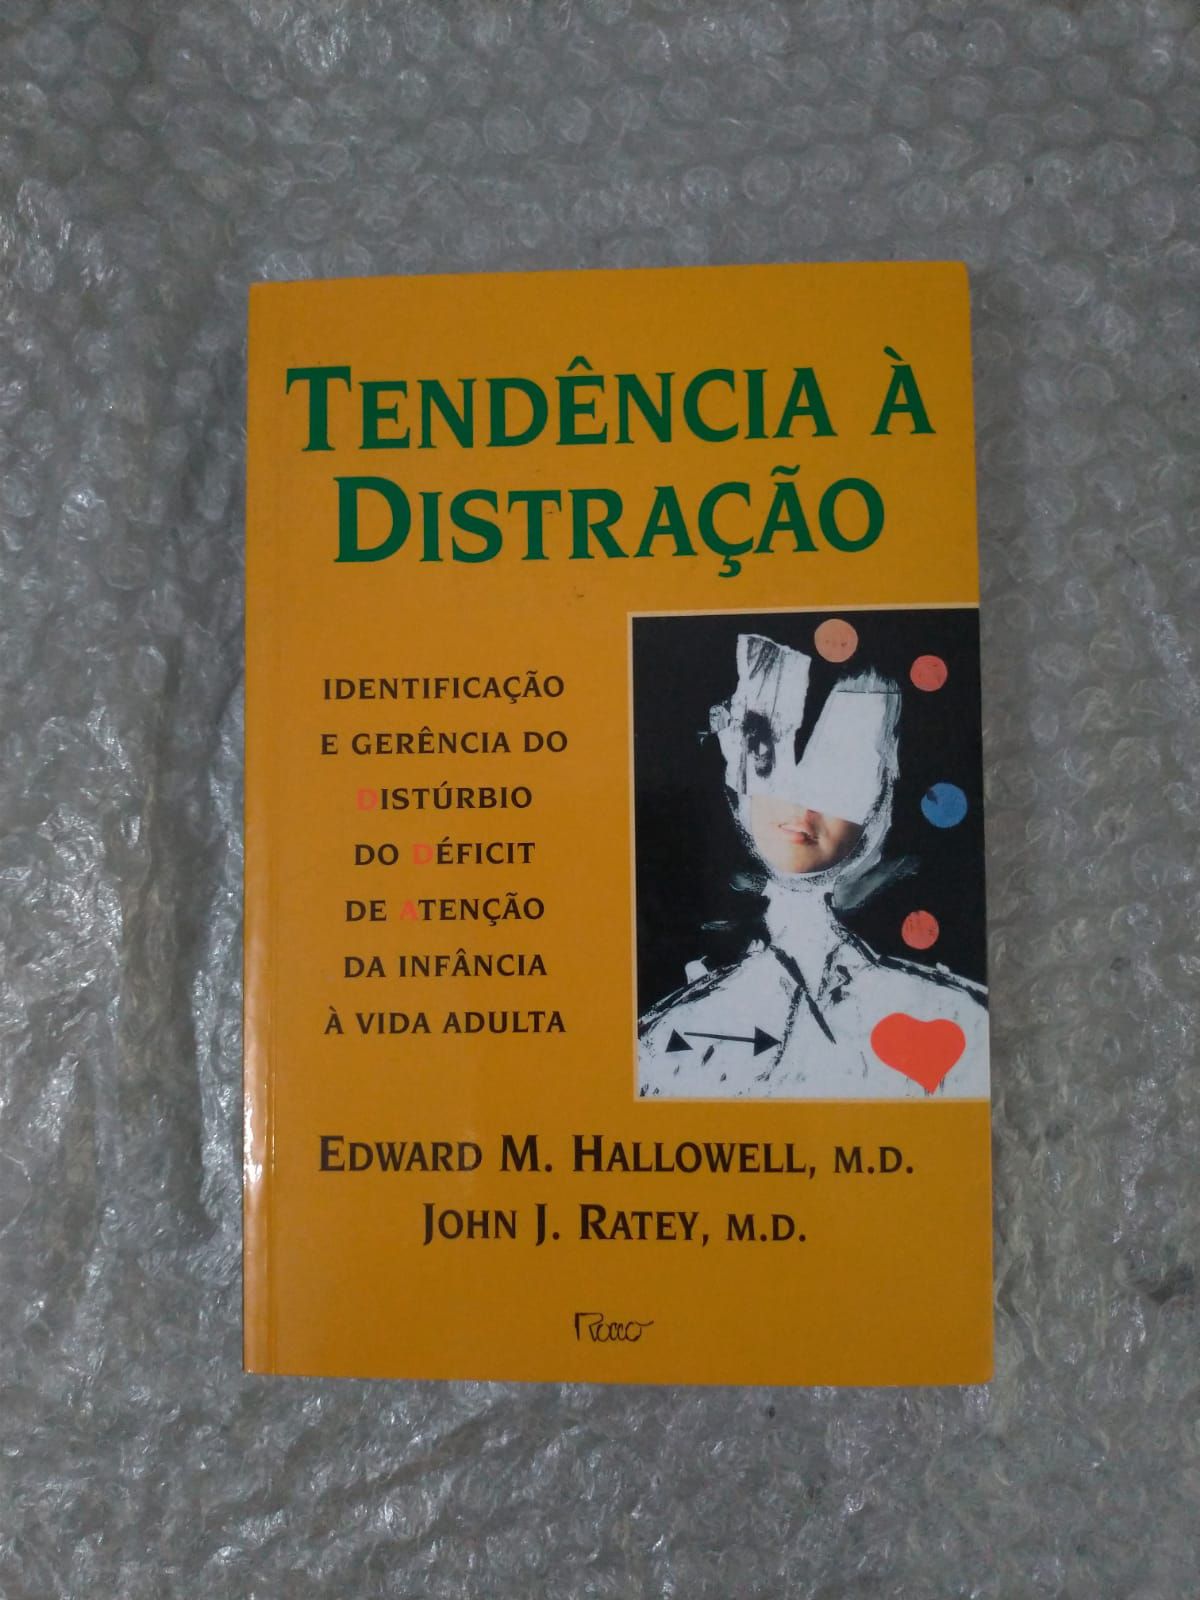 TENDÊNCIA À
DISTRAÇÃO
IDENTIFICAÇÃO
E GERÊNCIA DO
DISTÚRBIO
DO DÉFICIT
DE ATENÇÃO
DA INFÂNCIA
À VIDA ADULTA
EDWARD M. HALLOWELL, M.D.
JOHN J. RATEY, M.D.
Rocco